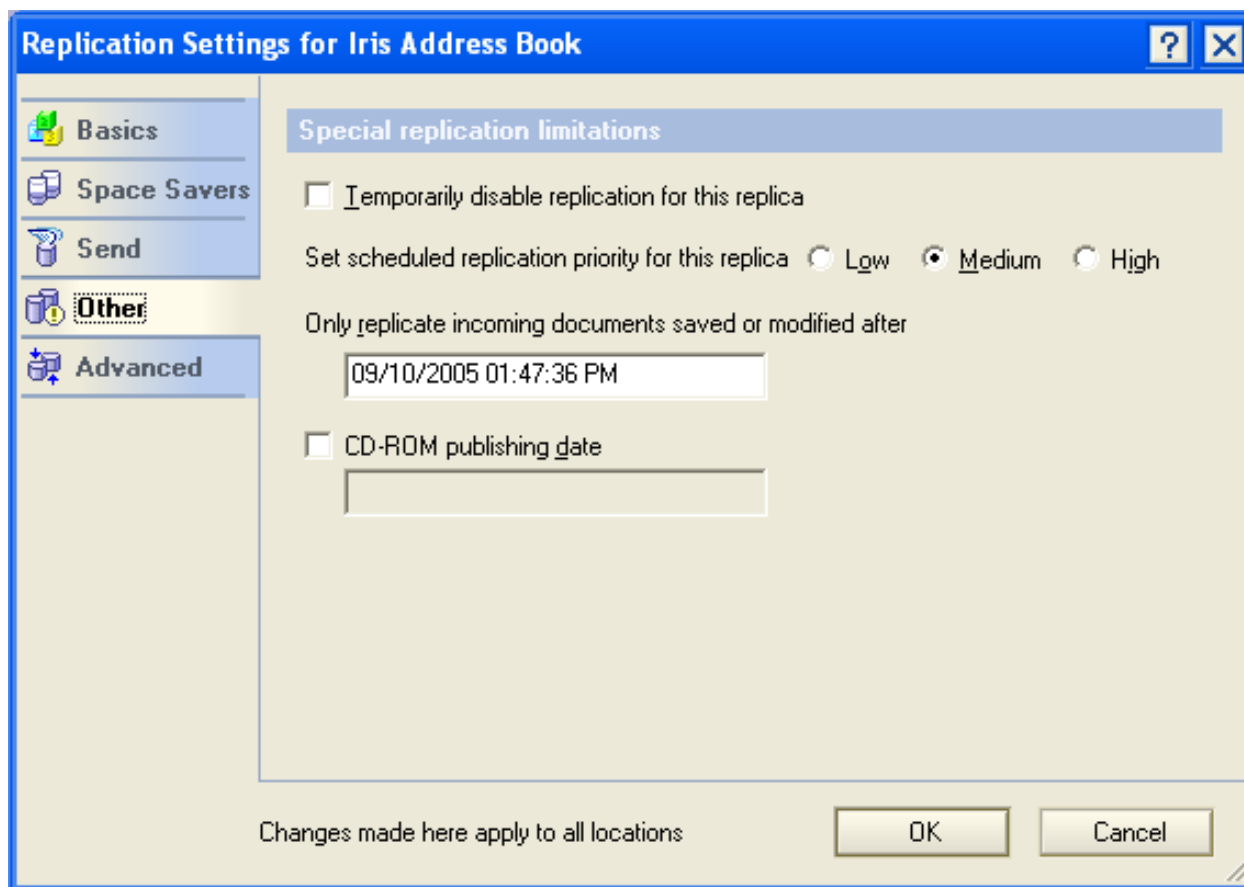 Replication Settings for Iris Address Book
Basics
Space Savers
Send
Other
Advanced
Special replication limitations
Temporarily disable replication for this replica
Set scheduled replication priority for this replica Low Medium High
Only replicate incoming documents saved or modified after
09/10/2005 01:47:36 PM
CD-ROM publishing date
Changes made here apply to all locations OK Cancel